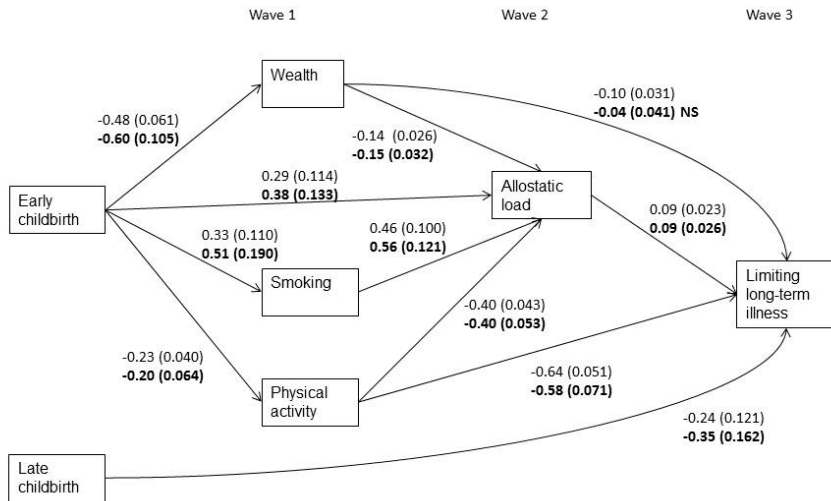 Wave 1
Wave 2
Wave 3
Wealth
-0.10 (0.031)
-0.04 (0.041) NS
-0.48 (0.061)
-0.60 (0.105)
-0.14 (0.026)
-0.15 (0.032)
0.29 (0.114)
0.38 (0.133)
Allostatic
load
Early
childbirth
0.33 (0.110)
0.51 (0.190)
0.46 (0.100)
0.56 (0.121)
0.09 (0.023)
0.09 (0.026)
Smoking
Limiting
long-term
illness
-0.40 (0.043)
-0.40 (0.053)
-0.23 (0.040)
-0.20 (0.064)
Physical
activity
-0.64 (0.051)
-0.58 (0.071)
-0.24 (0.121)
-0.35 (0.162)
Late
childbirth